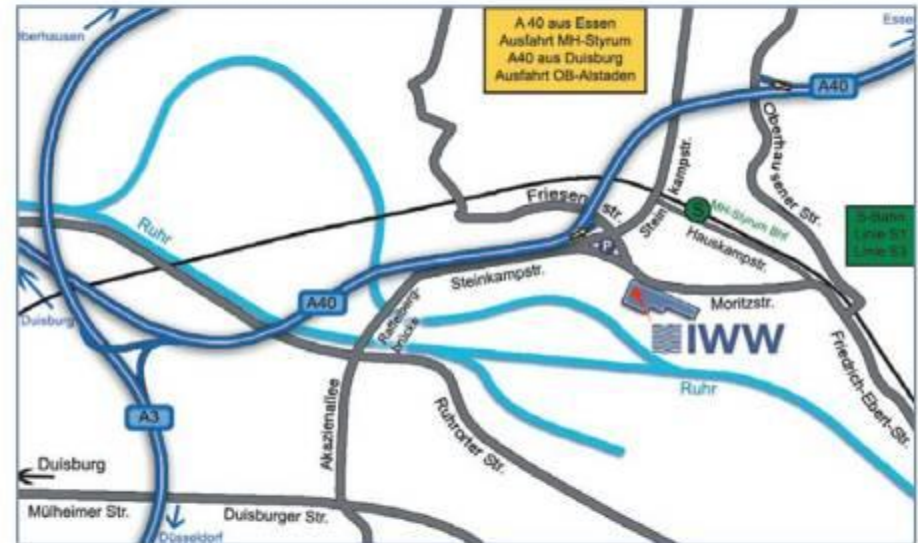 Oberhausen
A 40 aus Essen
Ausfahrt MH-Styrum
A40 aus Duisburg
Ausfahrt OB-Alstaden
Essen
A40
Oberhausener Str.
Friesenstr.
Steinkampstr.
S
MH-Styrum Bhf
S-Bahn
Linie S1
Linie S3
Ruhr
Hauskampstr.
P
Steinkampstr.
Moritzstr.
A40
Duisburg
Raffelberg-
brücke
IWW
Ruhr
Friedrich-Ebert-Str.
A3
Akazienallee
Ruhrorter Str.
Duisburg
Mülheimer Str.
Duisburger Str.
Düsseldorf